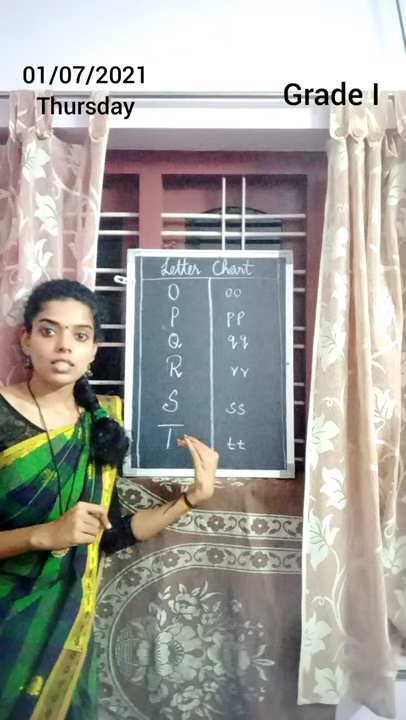 01/07/2021
Thursday
Grade I
Letter Chart
O oo
P pp
Q qq
R rr
S ss
T tt